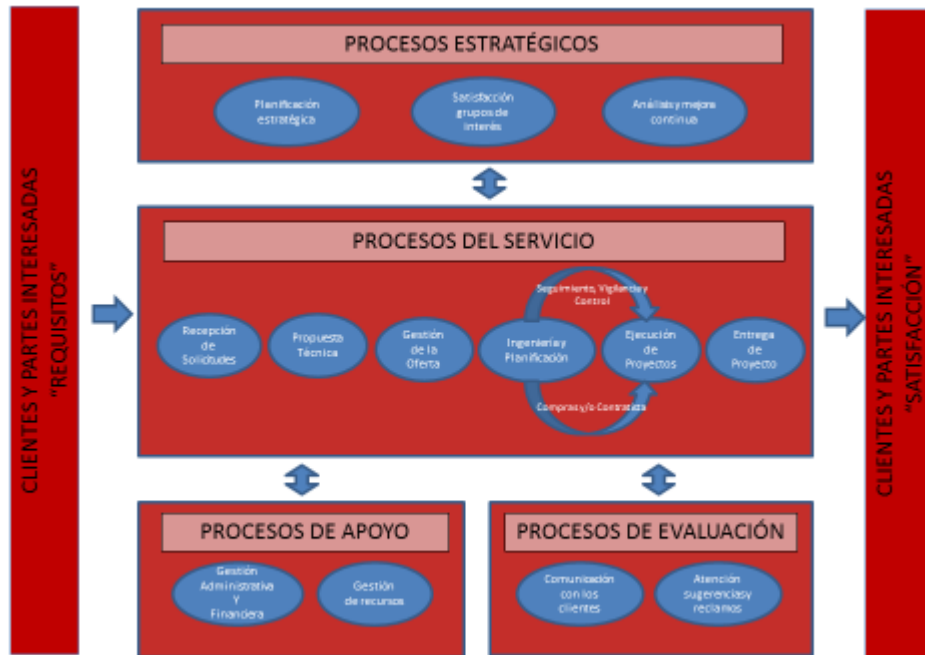 CLIENTES Y PARTES INTERESADAS
“REQUISITOS”
PROCESOS ESTRATÉGICOS
Planificación
estratégica
Satisfacción
grupos de
interés
Análisis y mejora
continua
PROCESOS DEL SERVICIO
Seguimiento, Vigilancia y
Control
Recepción
de
Solicitudes
Propuesta
Técnica
Gestión
de la
Oferta
Ingeniería y
Planificación
Ejecución
de
Proyectos
Entrega
de
Proyecto
Compras y/o Contratista
PROCESOS DE APOYO
Gestión
Administrativa
Y
Financiera
Gestión
de recursos
PROCESOS DE EVALUACIÓN
Comunicación
con los
clientes
Atención
sugerencias y
reclamos
CLIENTES Y PARTES INTERESADAS
“SATISFACCIÓN”